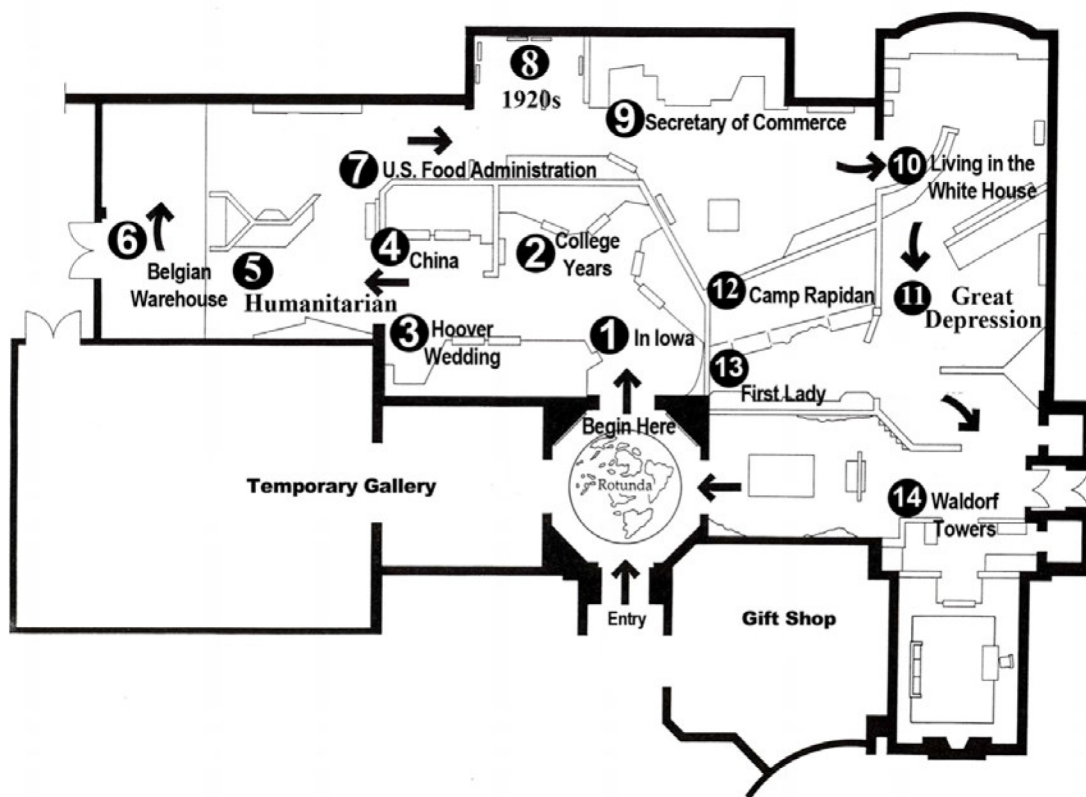 8
1920s
9 Secretary of Commerce
7 U.S. Food Administration
10 Living in the
White House
6
Belgian
Warehouse
5
Humanitarian
4
China
2 College
Years
12 Camp Rapidan
11 Great
Depression
3 Hoover
Wedding
1 In Iowa
13
First Lady
Begin Here
Rotunda
Temporary Gallery
14 Waldorf
Towers
Entry
Gift Shop